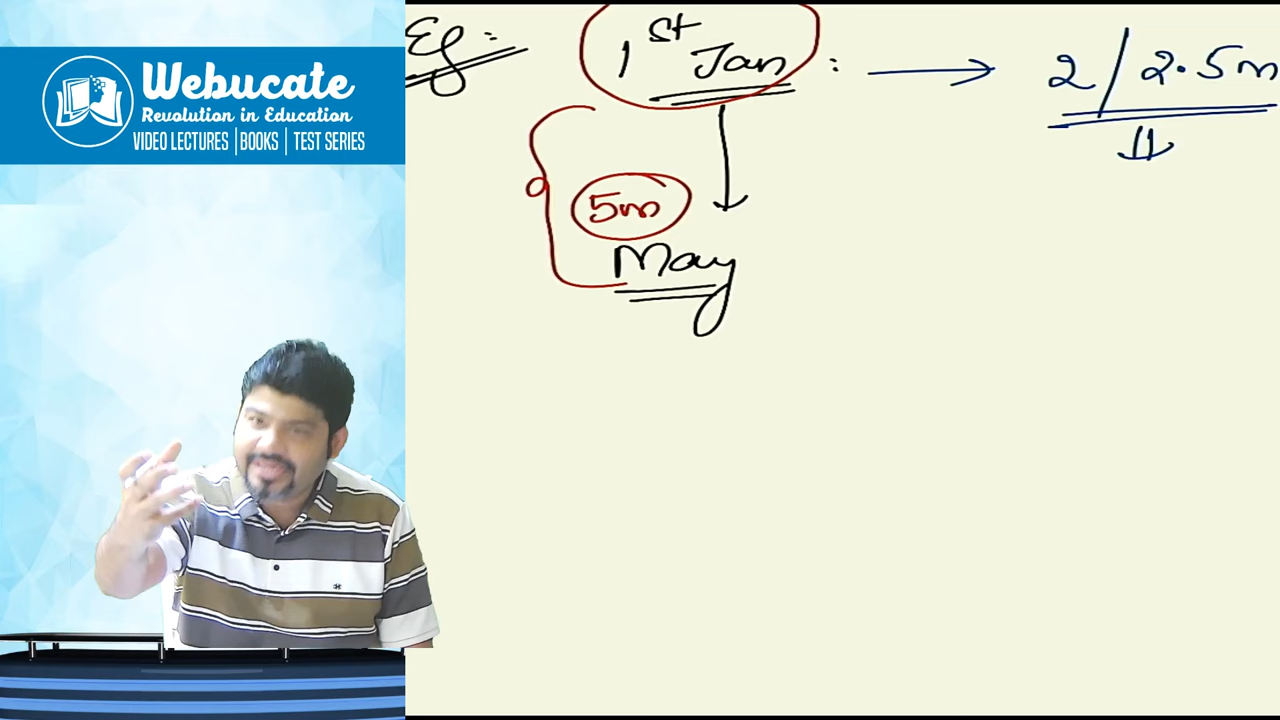 Webucate
Revolution in Education
VIDEO LECTURES | BOOKS | TEST SERIES
Eg :
1st Jan : → 2 / 2.5m
5m
May